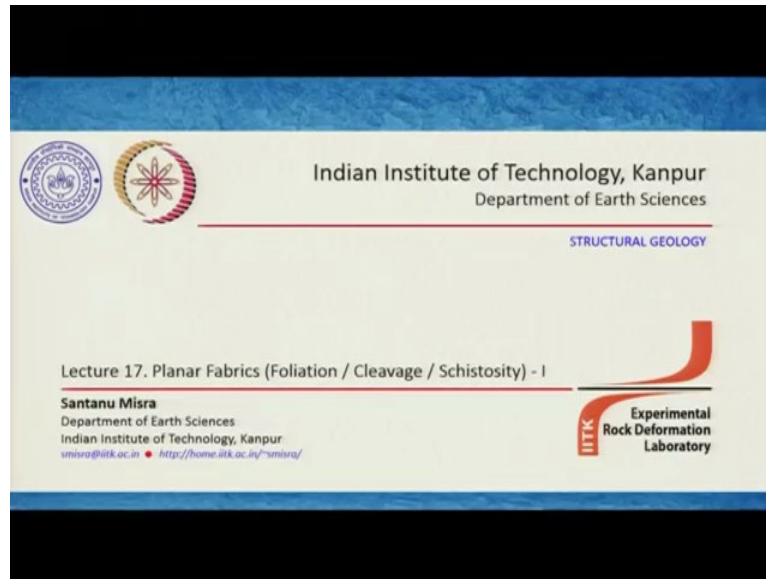 Indian Institute of Technology, Kanpur
Department of Earth Sciences
STRUCTURAL GEOLOGY
Lecture 17. Planar Fabrics (Foliation / Cleavage / Schistosity) - I
Santanu Misra
Department of Earth Sciences
Indian Institute of Technology, Kanpur
smisra@iitk.ac.in ● http://home.iitk.ac.in/~smisra/
IITK
Experimental
Rock Deformation
Laboratory